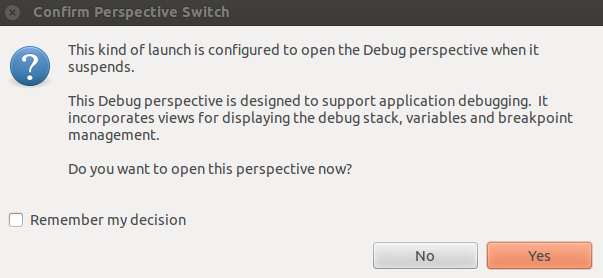 Confirm Perspective Switch
This kind of launch is configured to open the Debug perspective when it
suspends.
This Debug perspective is designed to support application debugging.  It
incorporates views for displaying the debug stack, variables and breakpoint
management.
Do you want to open this perspective now?
Remember my decision
No
Yes